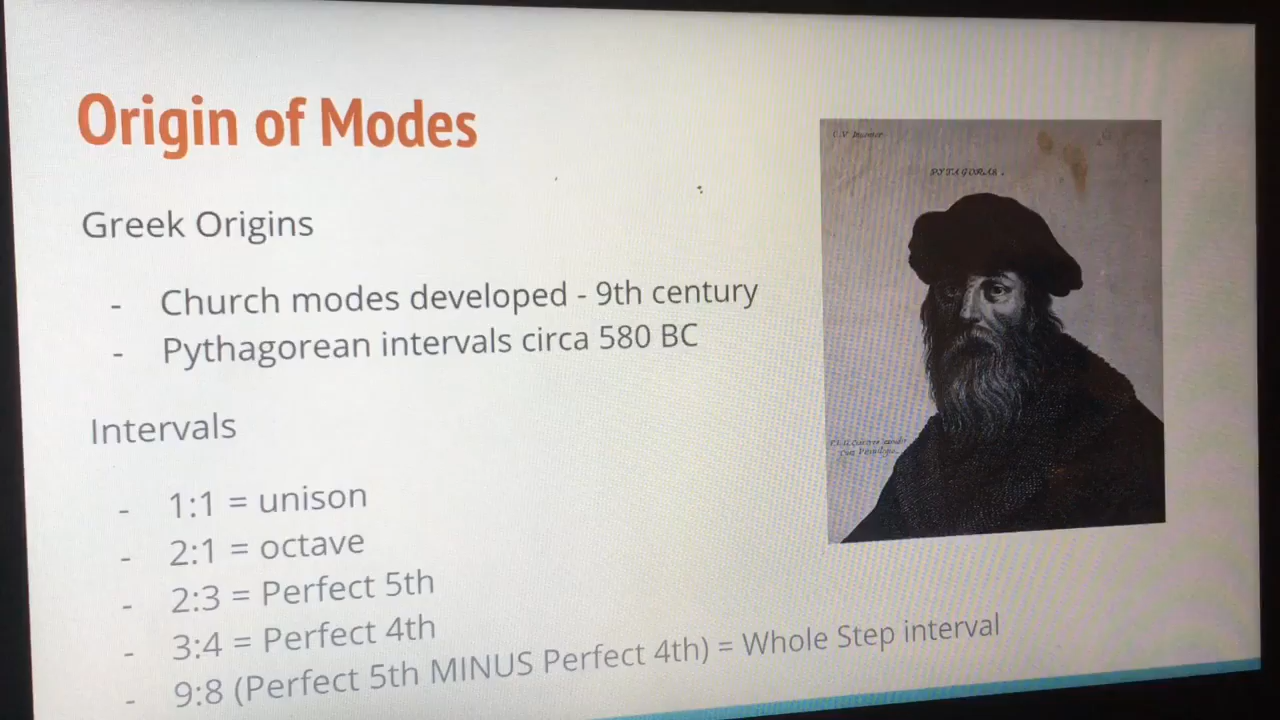 Origin of Modes
Greek Origins
- Church modes developed - 9th century
- Pythagorean intervals circa 580 BC
Intervals
- 1:1 = unison
- 2:1 = octave
- 2:3 = Perfect 5th
- 3:4 = Perfect 4th
- 9:8 (Perfect 5th MINUS Perfect 4th) = Whole Step interval
PYTAGORAS.